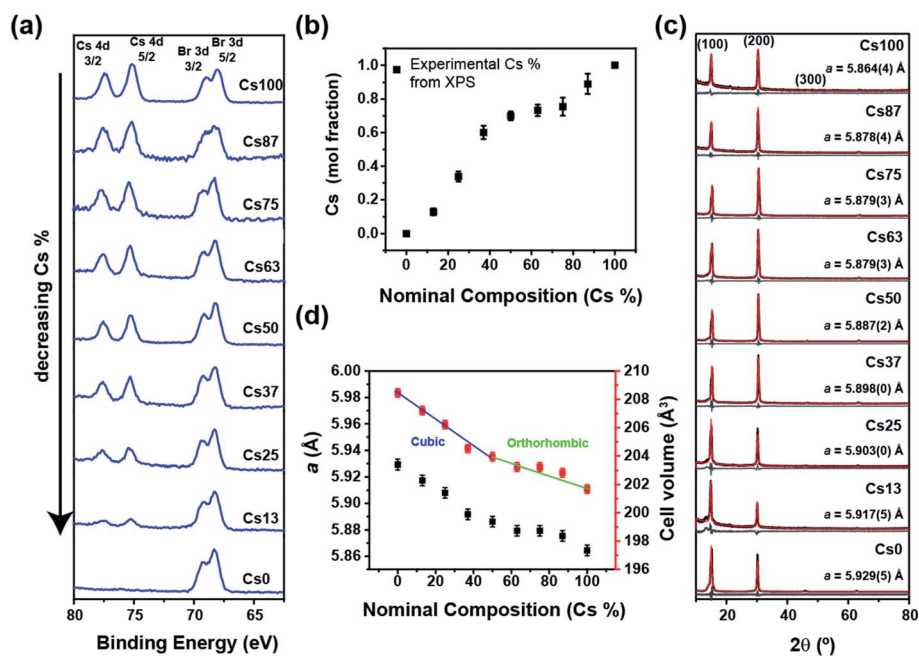 (a)
Cs 4d
3/2
Cs 4d
5/2
Br 3d
3/2
Br 3d
5/2
Cs100
Cs87
Cs75
Cs63
Cs50
Cs37
Cs25
Cs13
Cs0
decreasing Cs %
80 75 70 65
Binding Energy (eV)
(b)
Experimental Cs %
from XPS
Cs (mol fraction)
1.0
0.8
0.6
0.4
0.2
0.0
0 20 40 60 80 100
Nominal Composition (Cs %)
(d)
a (Å)
6.00
5.98
5.96
5.94
5.92
5.90
5.88
5.86
Cubic
Orthorhombic
210
208
206
204
202
200
198
196
Cell volume (Å³)
0 20 40 60 80 100
Nominal Composition (Cs %)
(c)
(100)
(200)
(300)
Cs100
a = 5.864(4) Å
Cs87
a = 5.878(4) Å
Cs75
a = 5.879(3) Å
Cs63
a = 5.879(3) Å
Cs50
a = 5.887(2) Å
Cs37
a = 5.898(0) Å
Cs25
a = 5.903(0) Å
Cs13
a = 5.917(5) Å
Cs0
a = 5.929(5) Å
10 20 30 40 50 60 70 80
2θ (º)